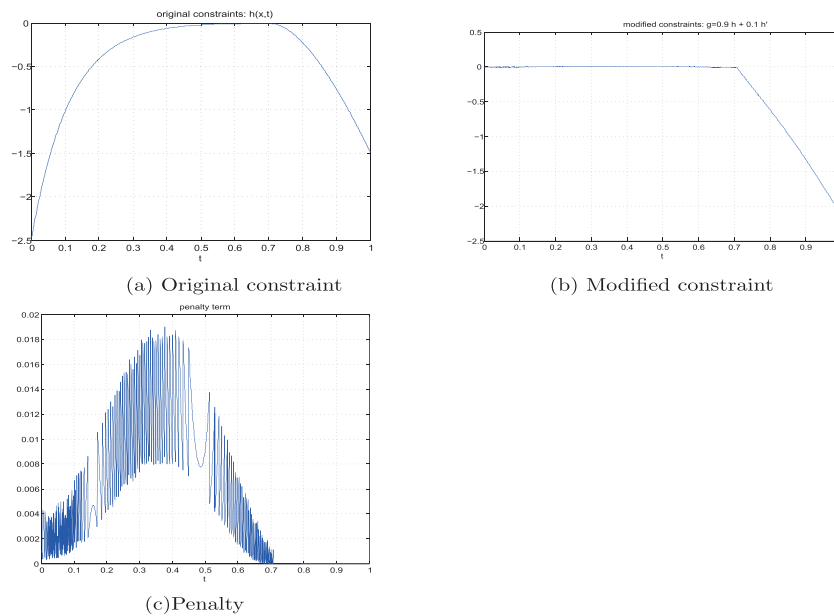 original constraints: h(x,t)
0
−0.5
−1
−1.5
−2
−2.5
0 0.1 0.2 0.3 0.4 0.5 0.6 0.7 0.8 0.9 1
t
(a) Original constraint
modified constraints: g=0.9 h + 0.1 h'
0.5
0
−0.5
−1
−1.5
−2
−2.5
0 0.1 0.2 0.3 0.4 0.5 0.6 0.7 0.8 0.9
t
(b) Modified constraint
penalty term
0.02
0.018
0.016
0.014
0.012
0.01
0.008
0.006
0.004
0.002
0
0 0.1 0.2 0.3 0.4 0.5 0.6 0.7 0.8 0.9 1
t
(c)Penalty